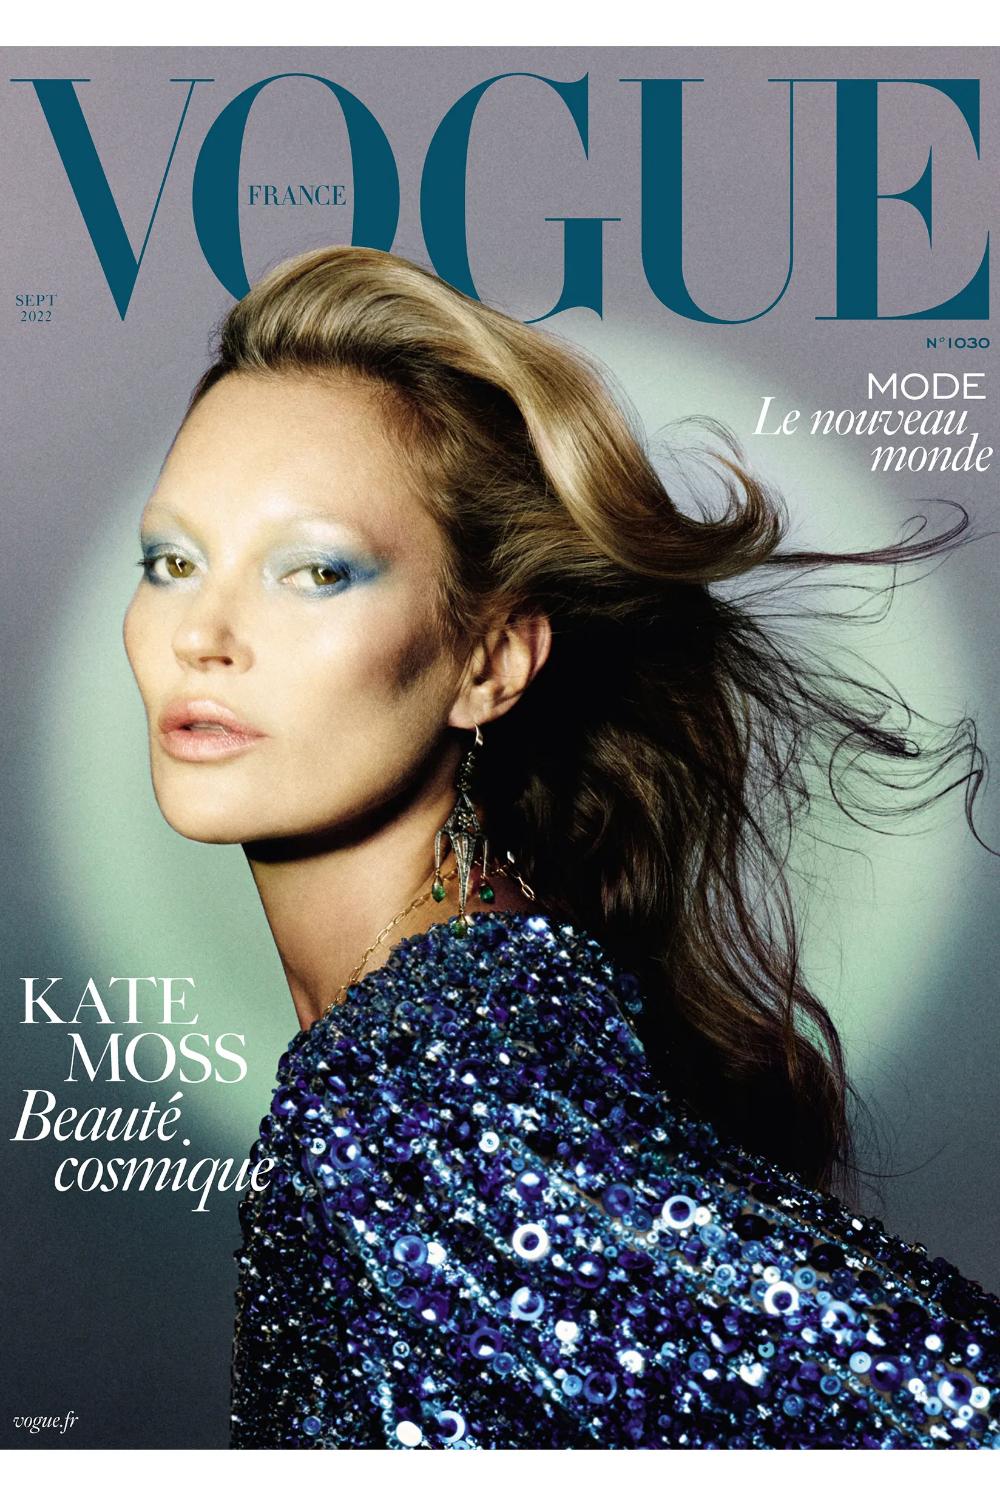 VOGUE
FRANCE
SEPT
2022
N°1030
MODE
Le nouveau
monde
KATE
MOSS
Beauté
cosmique
vogue.fr